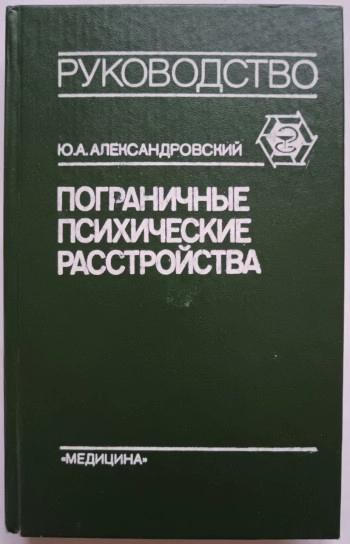 РУКОВОДСТВО
Ю.А.АЛЕКСАНДРОВСКИЙ
ПОГРАНИЧНЫЕ
ПСИХИЧЕСКИЕ
РАССТРОЙСТВА
«МЕДИЦИНА»